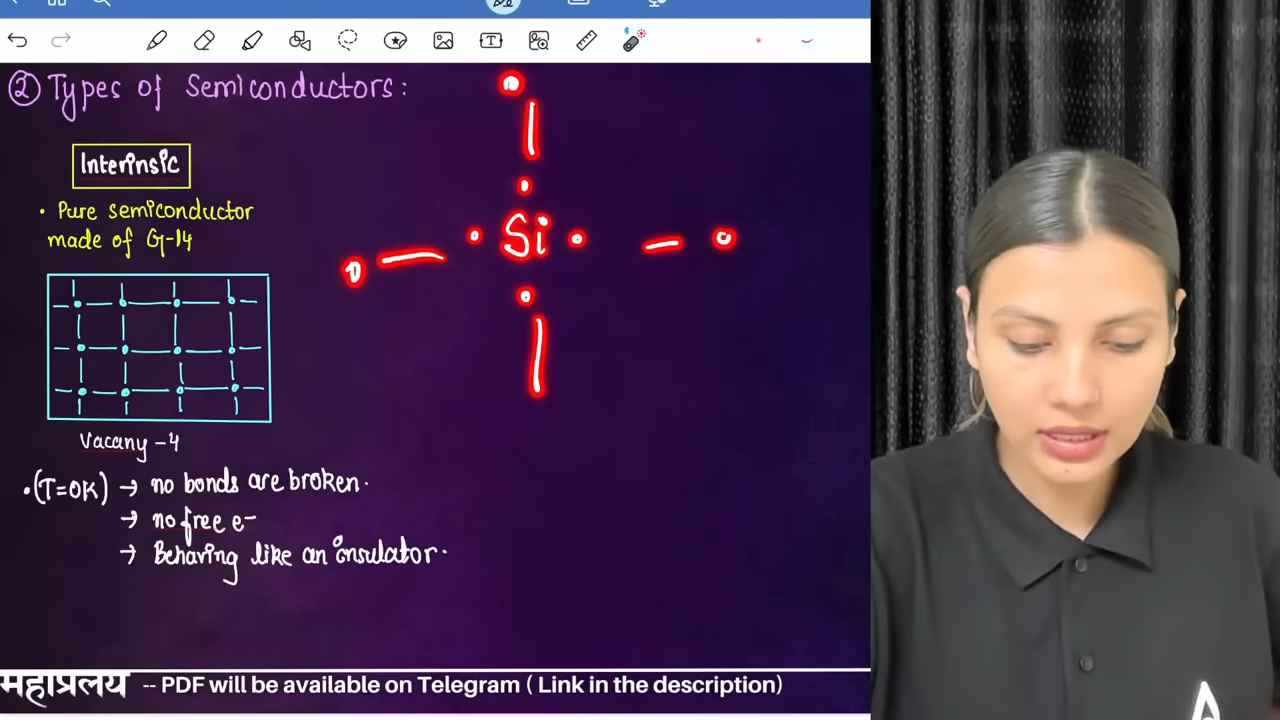 ② Types of Semiconductors:
Interinsic
• Pure semiconductor
made of G-14
Vacany -4
•(T=0K) → no bonds are broken.
→ no free e-
→ Behaving like an insulator.
Si
महाप्रलय -- PDF will be available on Telegram ( Link in the description)
A